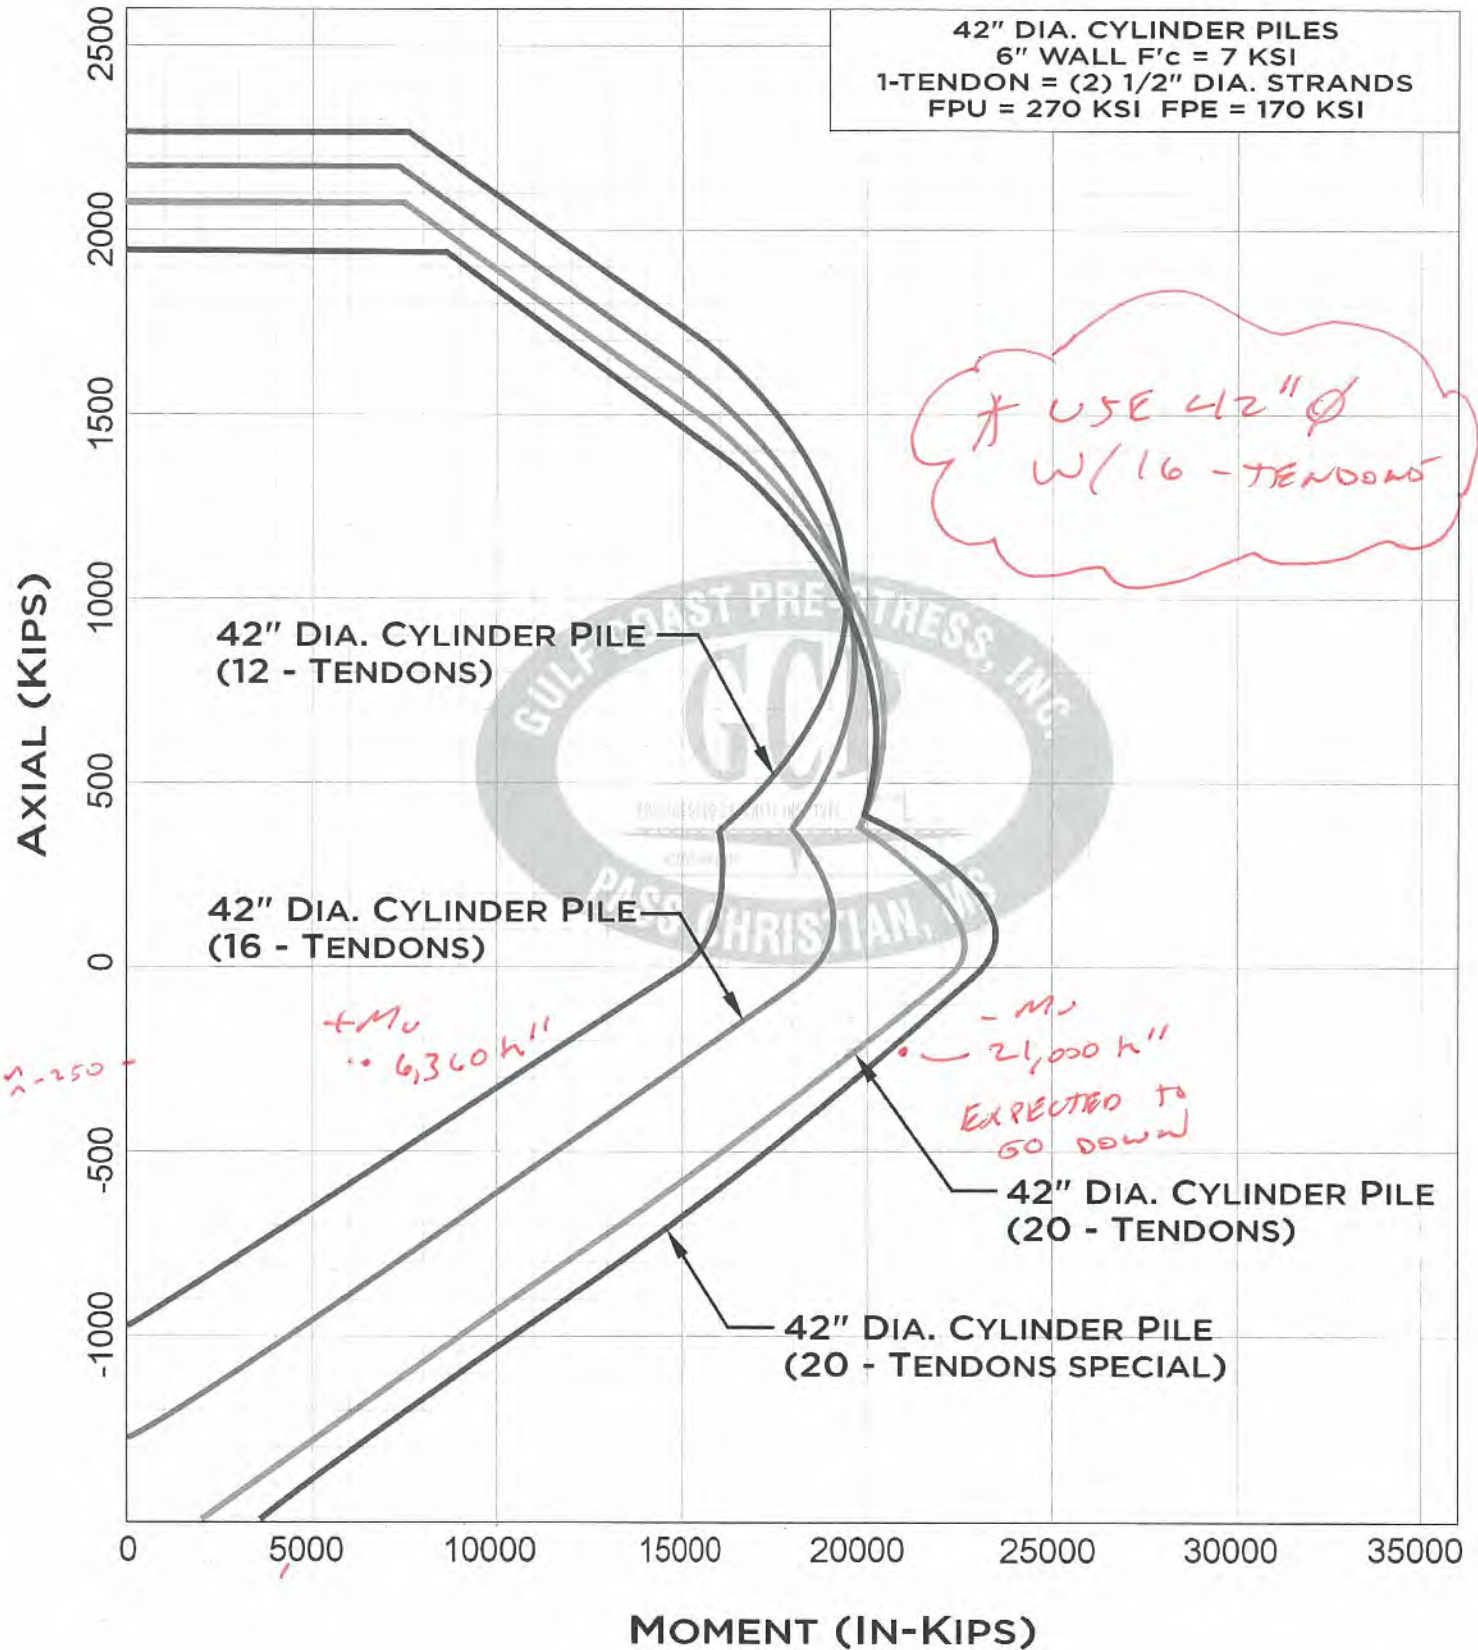 42" DIA. CYLINDER PILES
6" WALL F'c = 7 KSI
1-TENDON = (2) 1/2" DIA. STRANDS
FPU = 270 KSI FPE = 170 KSI
2500
2000
1500
1000
500
0
-500
-1000
AXIAL (KIPS)
* USE 42"Ø
W/ 16 - TENDONS
GULF COAST PRE-STRESS, INC.
GCP
PASS CHRISTIAN, MS
42" DIA. CYLINDER PILE
(12 - TENDONS)
42" DIA. CYLINDER PILE
(16 - TENDONS)
+Mu
6,360 k"
-250
- Mu
21,000 k"
EXPECTED TO
GO DOWN
42" DIA. CYLINDER PILE
(20 - TENDONS)
42" DIA. CYLINDER PILE
(20 - TENDONS SPECIAL)
0 5000 10000 15000 20000 25000 30000 35000
MOMENT (IN-KIPS)